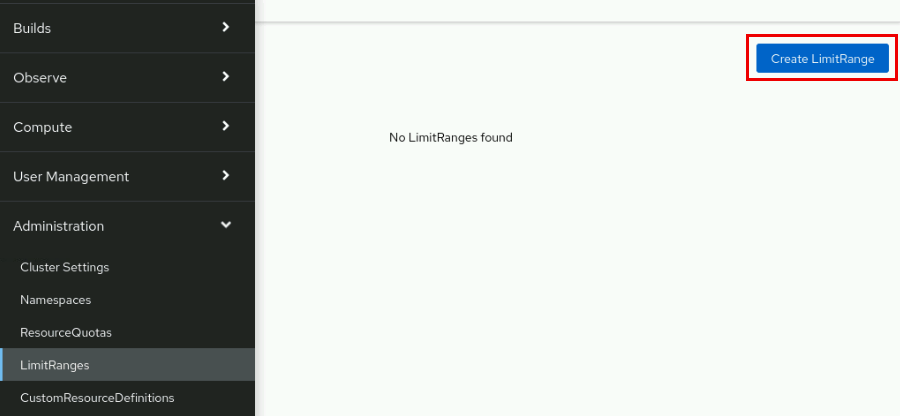 Builds
Observe
Compute
User Management
Administration
Cluster Settings
Namespaces
ResourceQuotas
LimitRanges
CustomResourceDefinitions
Create LimitRange
No LimitRanges found